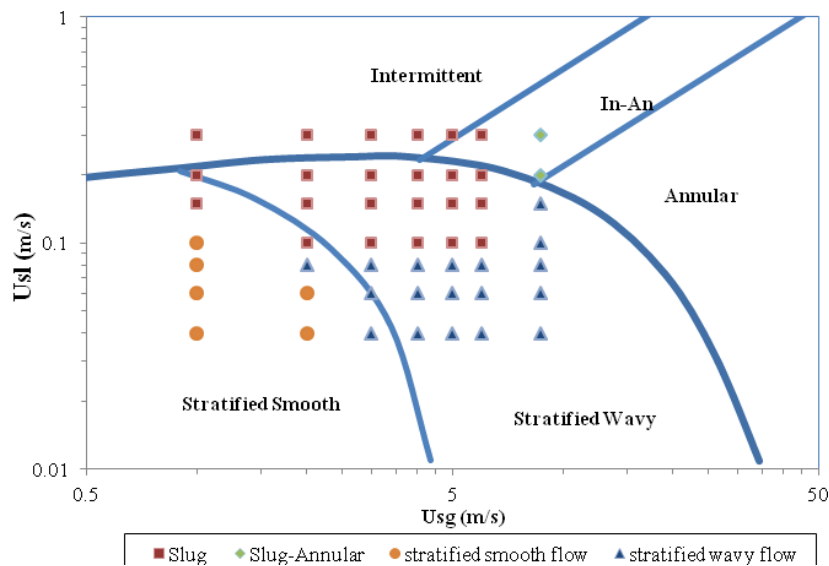 1
Intermittent
In-An
Annular
0.1
Usl (m/s)
Stratified Smooth
Stratified Wavy
0.01
0.5
5
50
Usg (m/s)
Slug
Slug-Annular
stratified smooth flow
stratified wavy flow